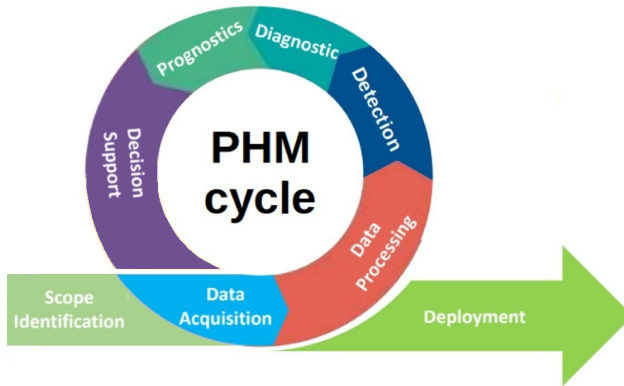 PHM
cycle
Scope
Identification
Data
Acquisition
Data
Processing
Detection
Diagnostic
Prognostics
Decision
Support
Deployment